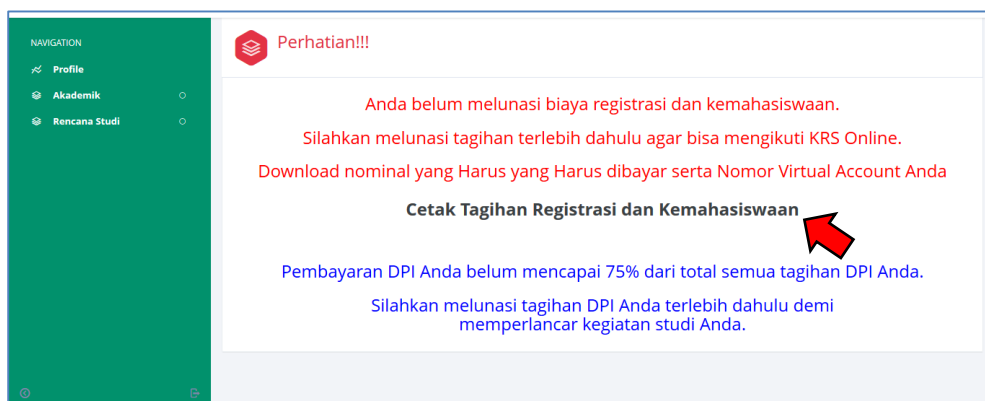 NAVIGATION
Profile
Akademik
Rencana Studi
Perhatian!!!
Anda belum melunasi biaya registrasi dan kemahasiswaan.
Silahkan melunasi tagihan terlebih dahulu agar bisa mengikuti KRS Online.
Download nominal yang Harus yang Harus dibayar serta Nomor Virtual Account Anda
Cetak Tagihan Registrasi dan Kemahasiswaan
Pembayaran DPI Anda belum mencapai 75% dari total semua tagihan DPI Anda.
Silahkan melunasi tagihan DPI Anda terlebih dahulu demi
memperlancar kegiatan studi Anda.